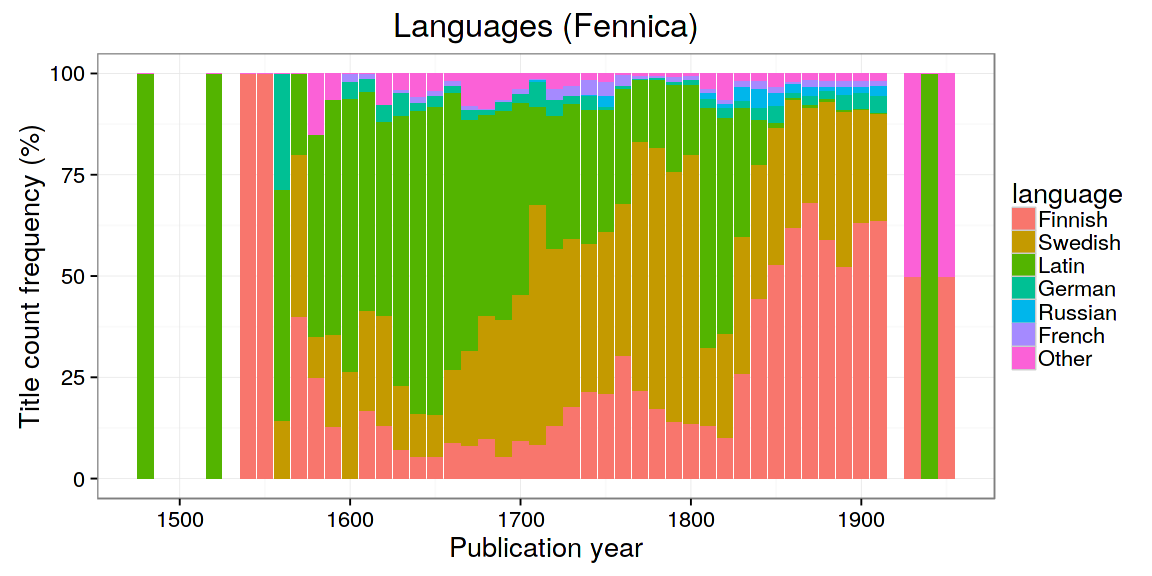 Languages (Fennica)
Title count frequency (%)
100
75
50
25
0
1500
1600
1700
1800
1900
Publication year
language
Finnish
Swedish
Latin
German
Russian
French
Other